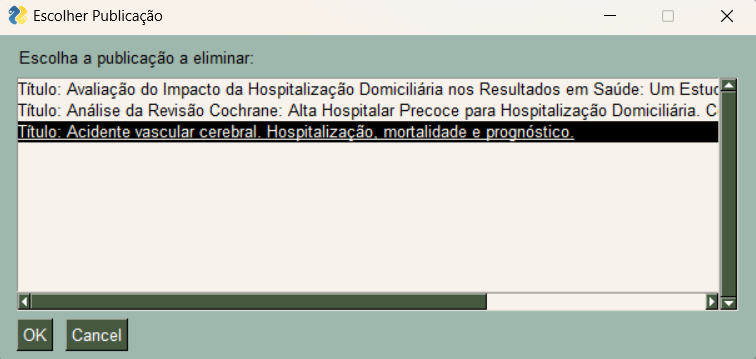 Escolher Publicação
Escolha a publicação a eliminar:
Título: Avaliação do Impacto da Hospitalização Domiciliária nos Resultados em Saúde: Um Estuc
Título: Análise da Revisão Cochrane: Alta Hospitalar Precoce para Hospitalização Domiciliária. C
Título: Acidente vascular cerebral. Hospitalização, mortalidade e prognóstico.
OK Cancel